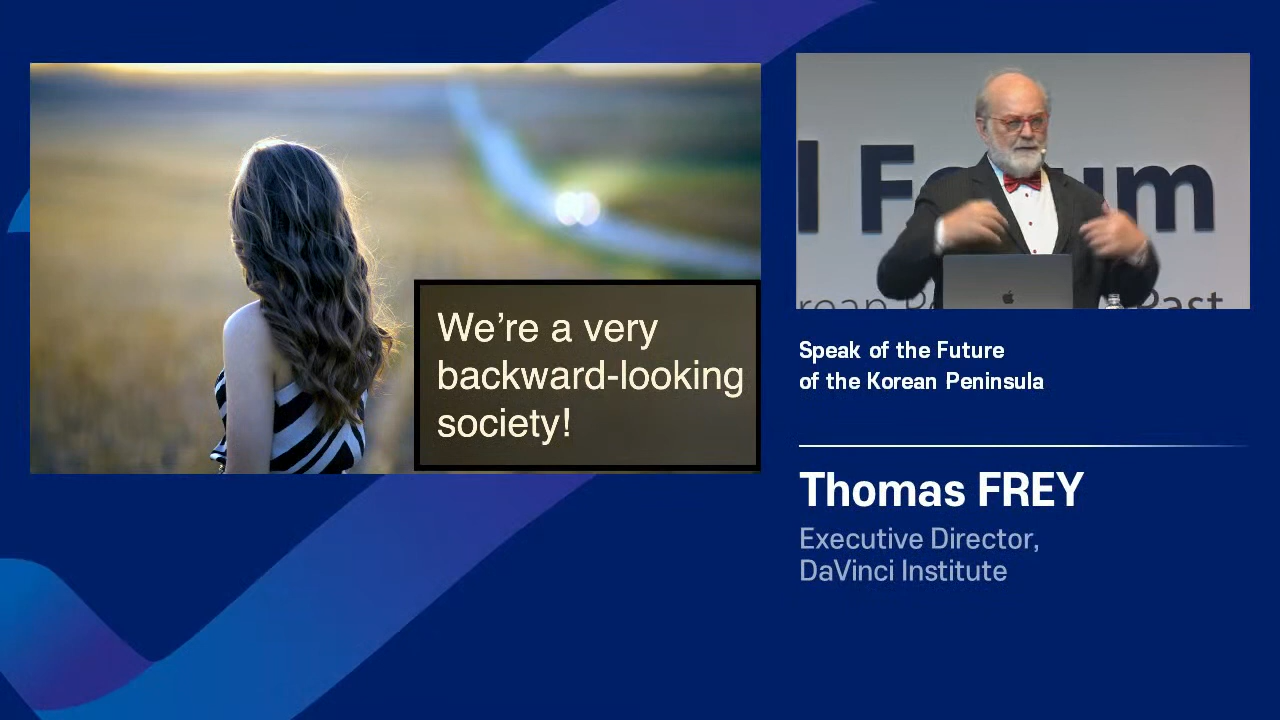 We're a very
backward-looking
society!
Speak of the Future
of the Korean Peninsula
Thomas FREY
Executive Director,
DaVinci Institute